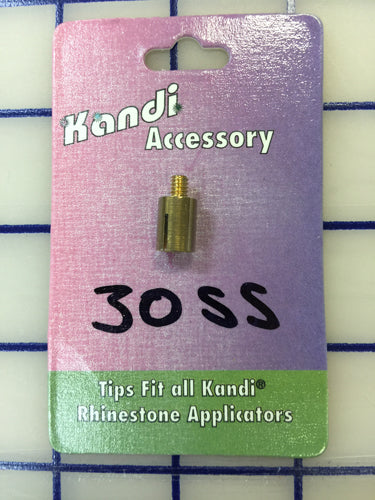 Kandi
Accessory
30SS
Tips Fit all Kandi®
Rhinestone Applicators